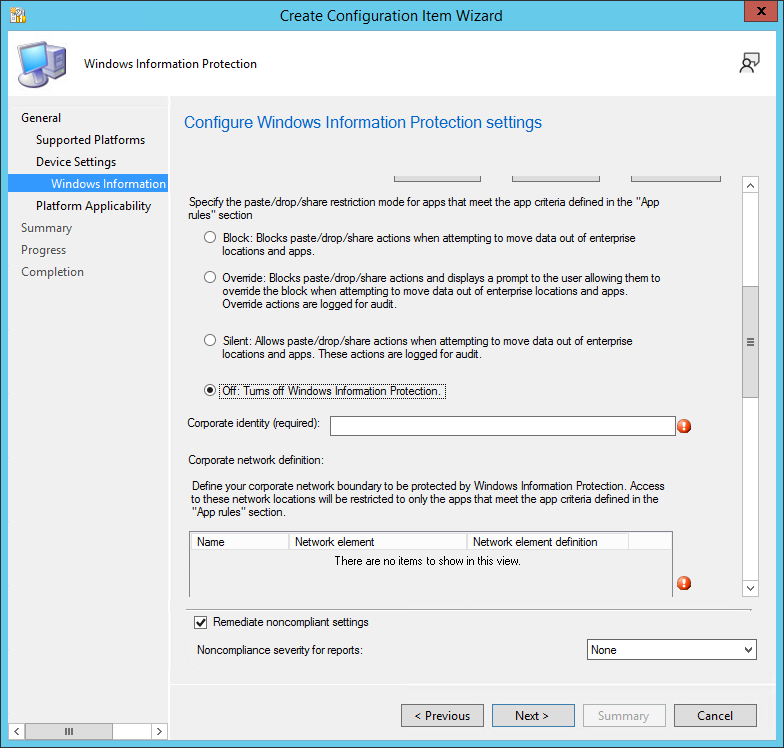 Create Configuration Item Wizard
x
Windows Information Protection
General
Supported Platforms
Device Settings
Windows Information
Platform Applicability
Summary
Progress
Completion
Configure Windows Information Protection settings
Specify the paste/drop/share restriction mode for apps that meet the app criteria defined in the "App
rules" section
Block: Blocks paste/drop/share actions when attempting to move data out of enterprise
locations and apps.
Override: Blocks paste/drop/share actions and displays a prompt to the user allowing them to
override the block when attempting to move data out of enterprise locations and apps.
Override actions are logged for audit.
Silent: Allows paste/drop/share actions when attempting to move data out of enterprise
locations and apps. These actions are logged for audit.
Off: Turns off Windows Information Protection.
Corporate identity (required):
Corporate network definition:
Define your corporate network boundary to be protected by Windows Information Protection. Access
to these network locations will be restricted to only the apps that meet the app criteria defined in the
"App rules" section.
Name Network element Network element definition
There are no items to show in this view.
Remediate noncompliant settings
Noncompliance severity for reports: None
< Previous Next > Summary Cancel